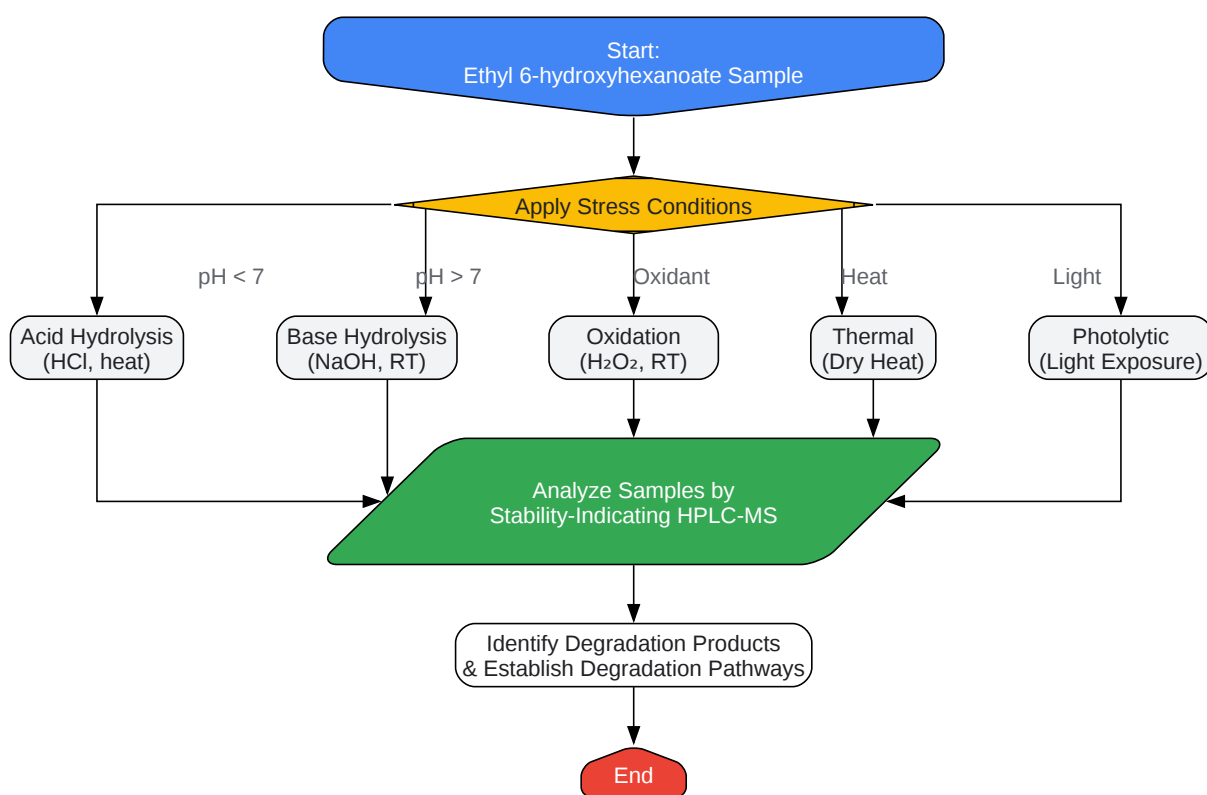 Start:
Ethyl 6-hydroxyhexanoate Sample
Apply Stress Conditions
pH < 7
pH > 7
Oxidant
Heat
Light
Acid Hydrolysis
(HCl, heat)
Base Hydrolysis
(NaOH, RT)
Oxidation
(H₂O₂, RT)
Thermal
(Dry Heat)
Photolytic
(Light Exposure)
Analyze Samples by
Stability-Indicating HPLC-MS
Identify Degradation Products
& Establish Degradation Pathways
End